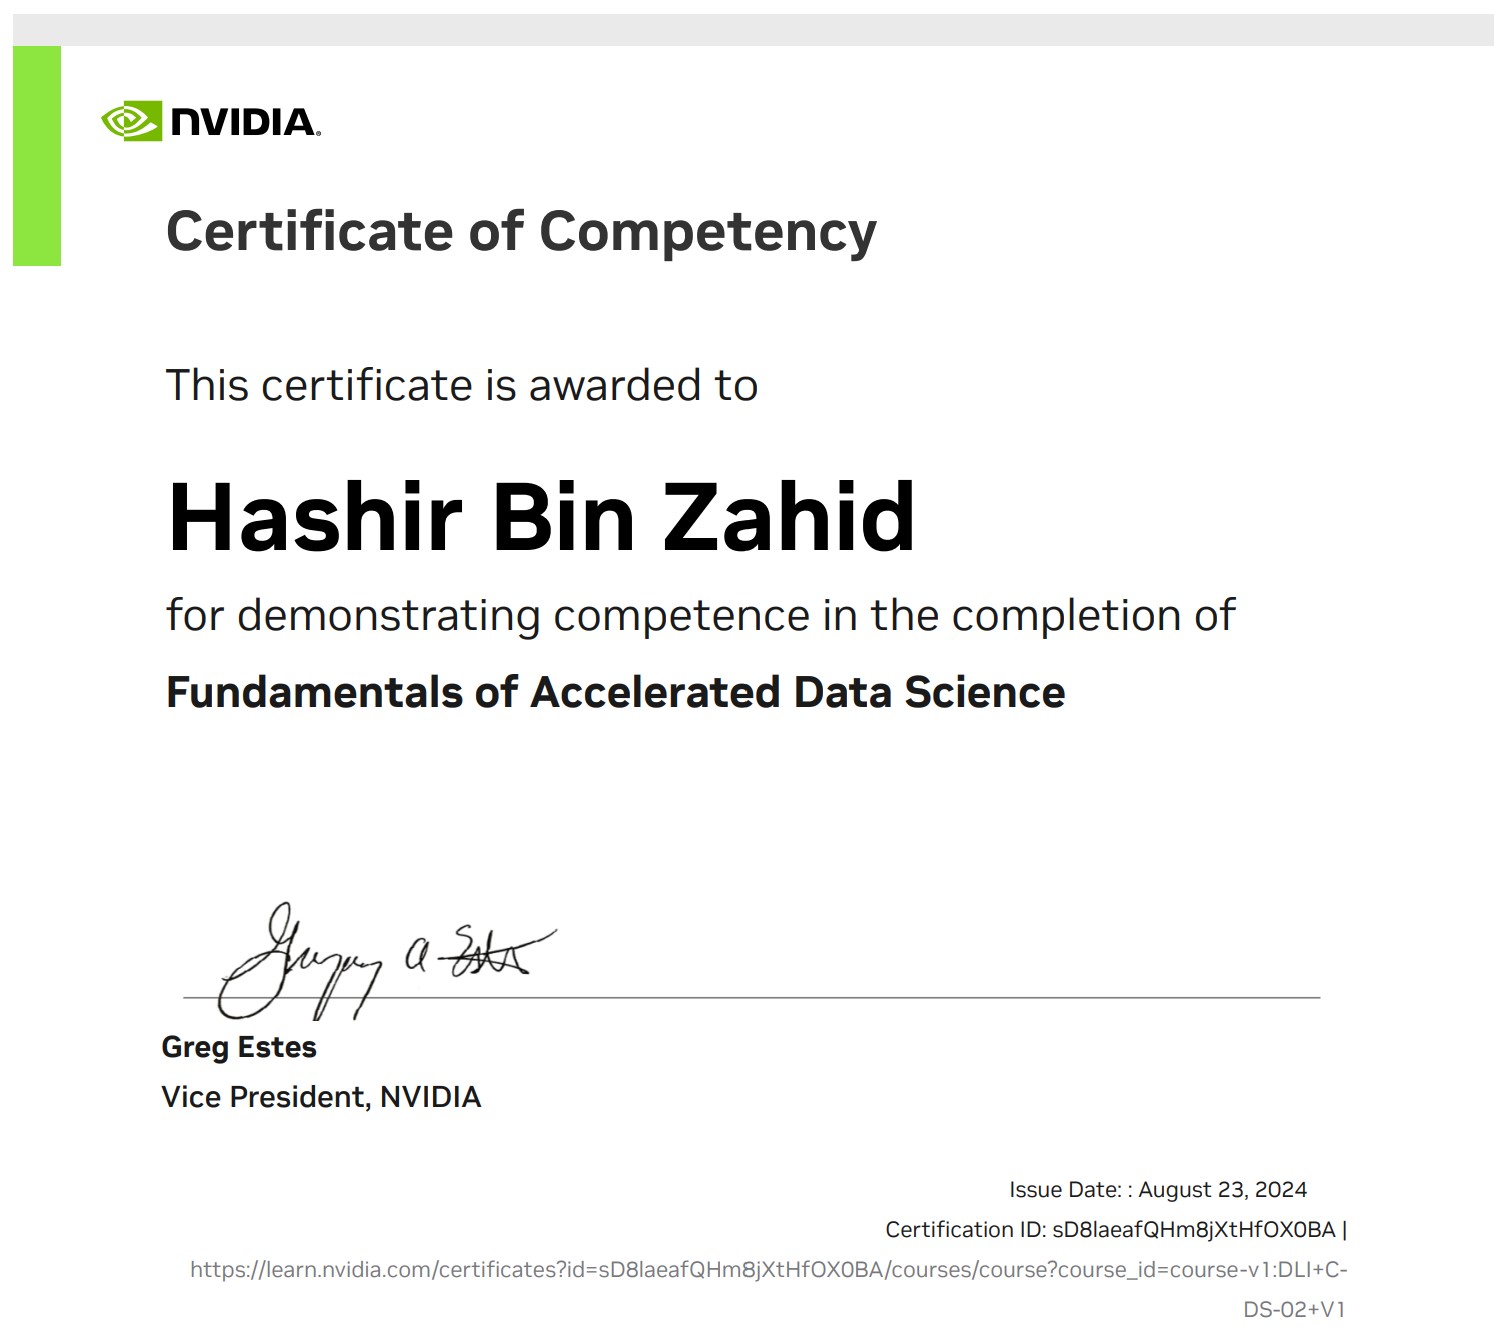 NVIDIA.
Certificate of Competency
This certificate is awarded to
Hashir Bin Zahid
for demonstrating competence in the completion of
Fundamentals of Accelerated Data Science
Gregory A Estes
Greg Estes
Vice President, NVIDIA
Issue Date: : August 23, 2024
Certification ID: sD8laeafQHm8jXtHfOX0BA |
https://learn.nvidia.com/certificates?id=sD8laeafQHm8jXtHfOX0BA/courses/course?course_id=course-v1:DLI+C-
DS-02+V1